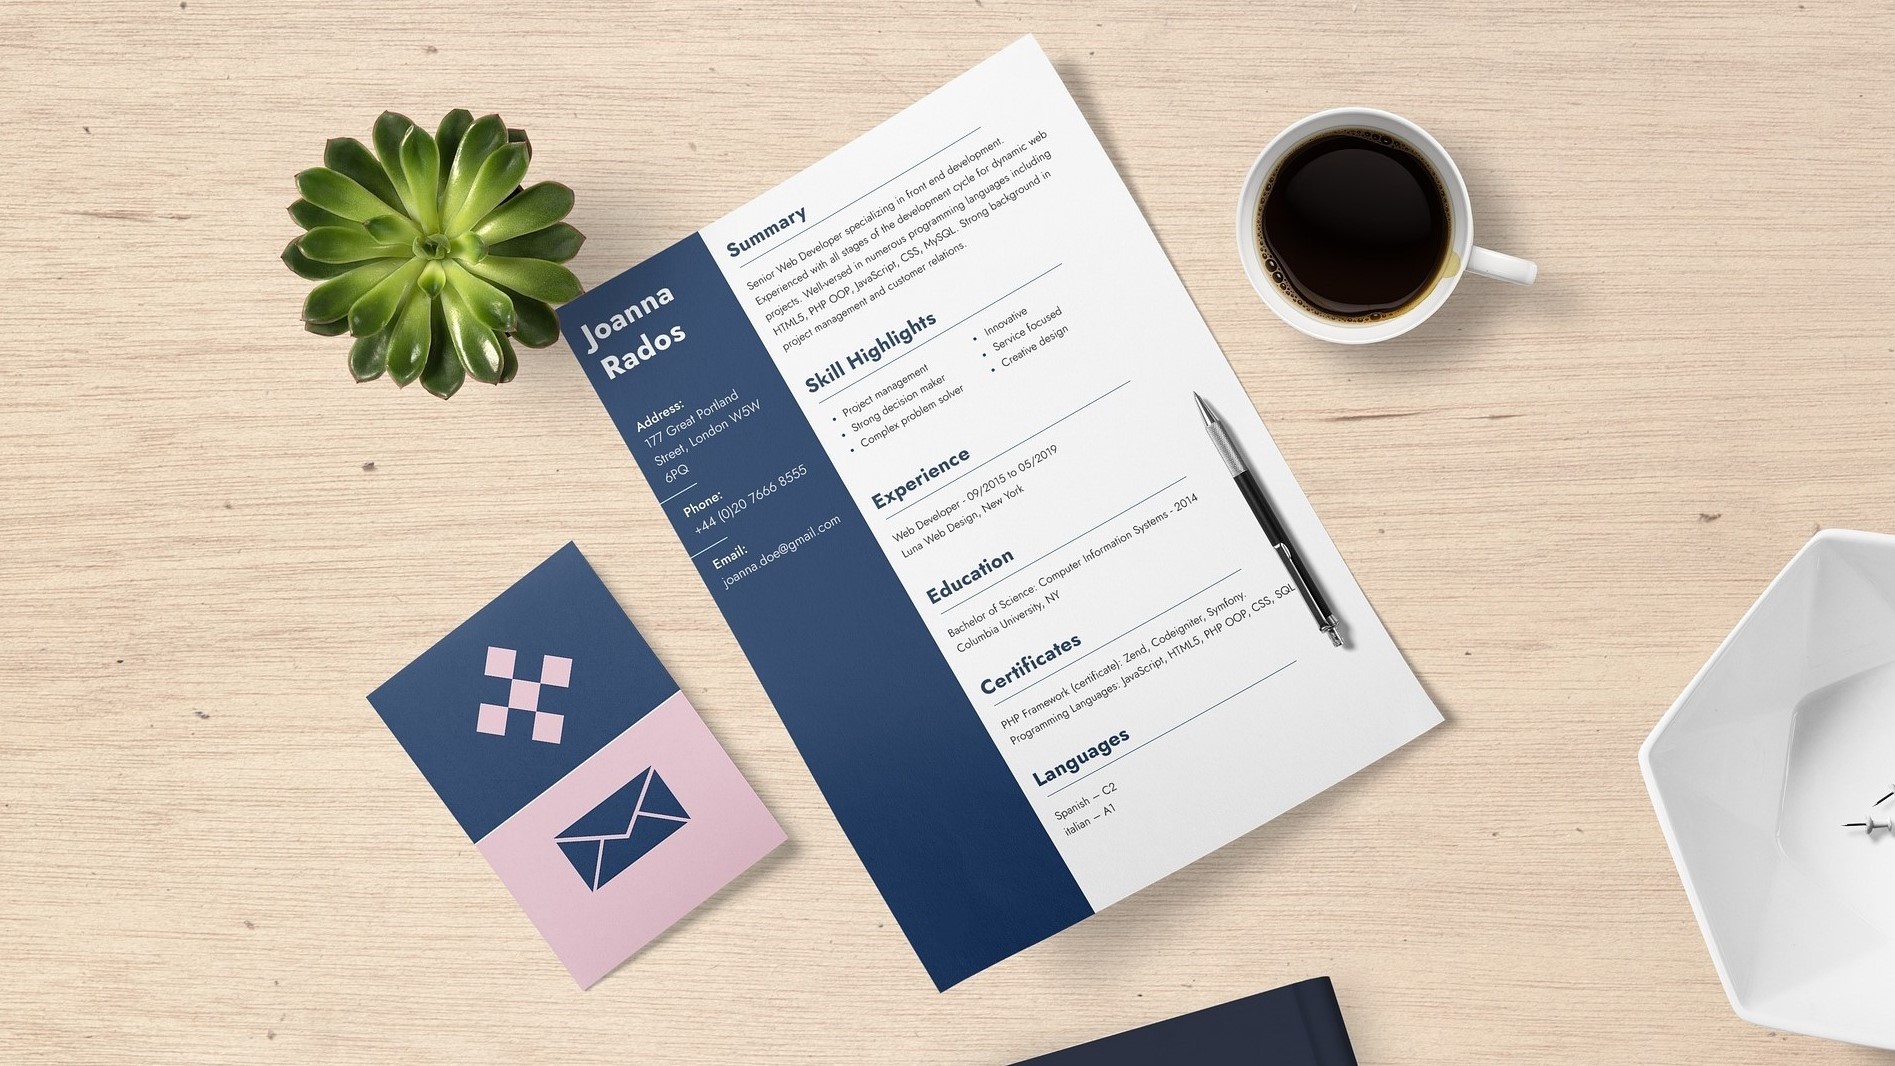 Joanna
Rados
Address:
177 Great Portland
Street, London W5W
6PQ
Phone:
+44 (0)20 7666 8555
Email:
joanna.doe@gmail.com
Summary
Senior Web Developer specializing in front end development.
Experienced with all stages of the development cycle for dynamic web
projects. Well-versed in numerous programming languages including
HTML5, PHP OOP, JavaScript, CSS, MySQL. Strong background in
project management and customer relations.
Skill Highlights
• Project management
• Strong decision maker
• Complex problem solver
• Innovative
• Service focused
• Creative design
Experience
Web Developer - 09/2015 to 05/2019
Luna Web Design, New York
Education
Bachelor of Science: Computer Information Systems - 2014
Columbia University, NY
Certificates
PHP Framework (certificate): Zend, Codeigniter, Symfony.
Programming Languages: JavaScript, HTML5, PHP OOP, CSS, SQL
Languages
Spanish – C2
italian – A1